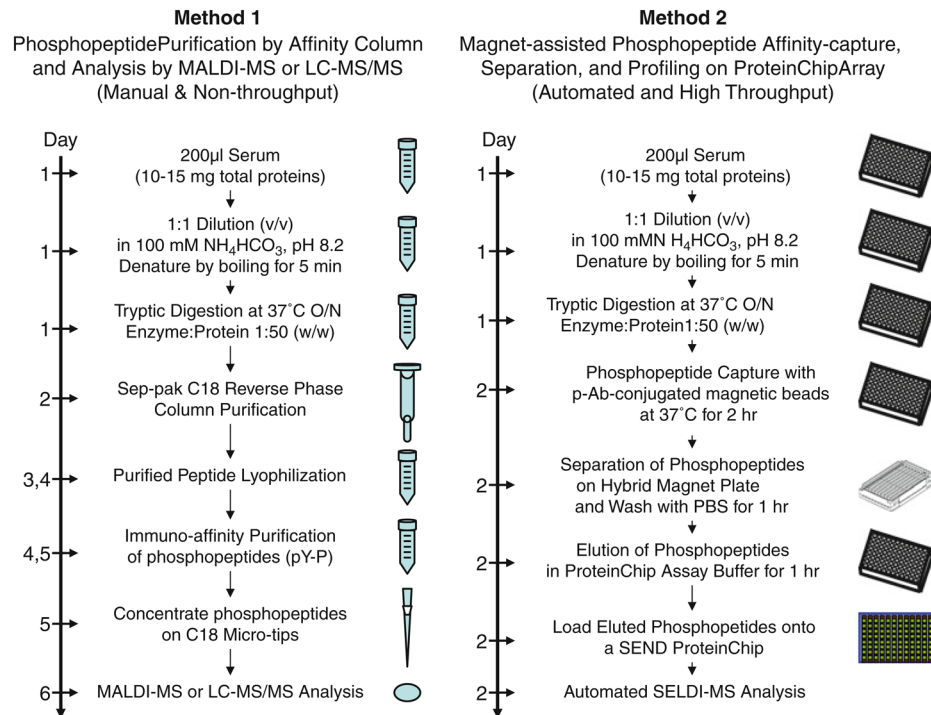 Method 1
PhosphopeptidePurification by Affinity Column
and Analysis by MALDI-MS or LC-MS/MS
(Manual & Non-throughput)
Day
1
200µl Serum
(10-15 mg total proteins)
1
1:1 Dilution (v/v)
in 100 mM NH₄HCO₃, pH 8.2
Denature by boiling for 5 min
1
Tryptic Digestion at 37˚C O/N
Enzyme:Protein 1:50 (w/w)
2
Sep-pak C18 Reverse Phase
Column Purification
3,4
Purified Peptide Lyophilization
4,5
Immuno-affinity Purification
of phosphopeptides (pY-P)
5
Concentrate phosphopeptides
on C18 Micro-tips
6
MALDI-MS or LC-MS/MS Analysis
Method 2
Magnet-assisted Phosphopeptide Affinity-capture,
Separation, and Profiling on ProteinChipArray
(Automated and High Throughput)
Day
1
200µl Serum
(10-15 mg total proteins)
1
1:1 Dilution (v/v)
in 100 mMN H₄HCO₃, pH 8.2
Denature by boiling for 5 min
1
Tryptic Digestion at 37˚C O/N
Enzyme:Protein1:50 (w/w)
2
Phosphopeptide Capture with
p-Ab-conjugated magnetic beads
at 37˚C for 2 hr
2
Separation of Phosphopeptides
on Hybrid Magnet Plate
and Wash with PBS for 1 hr
2
Elution of Phosphopeptides
in ProteinChip Assay Buffer for 1 hr
2
Load Eluted Phosphopetides onto
a SEND ProteinChip
2
Automated SELDI-MS Analysis